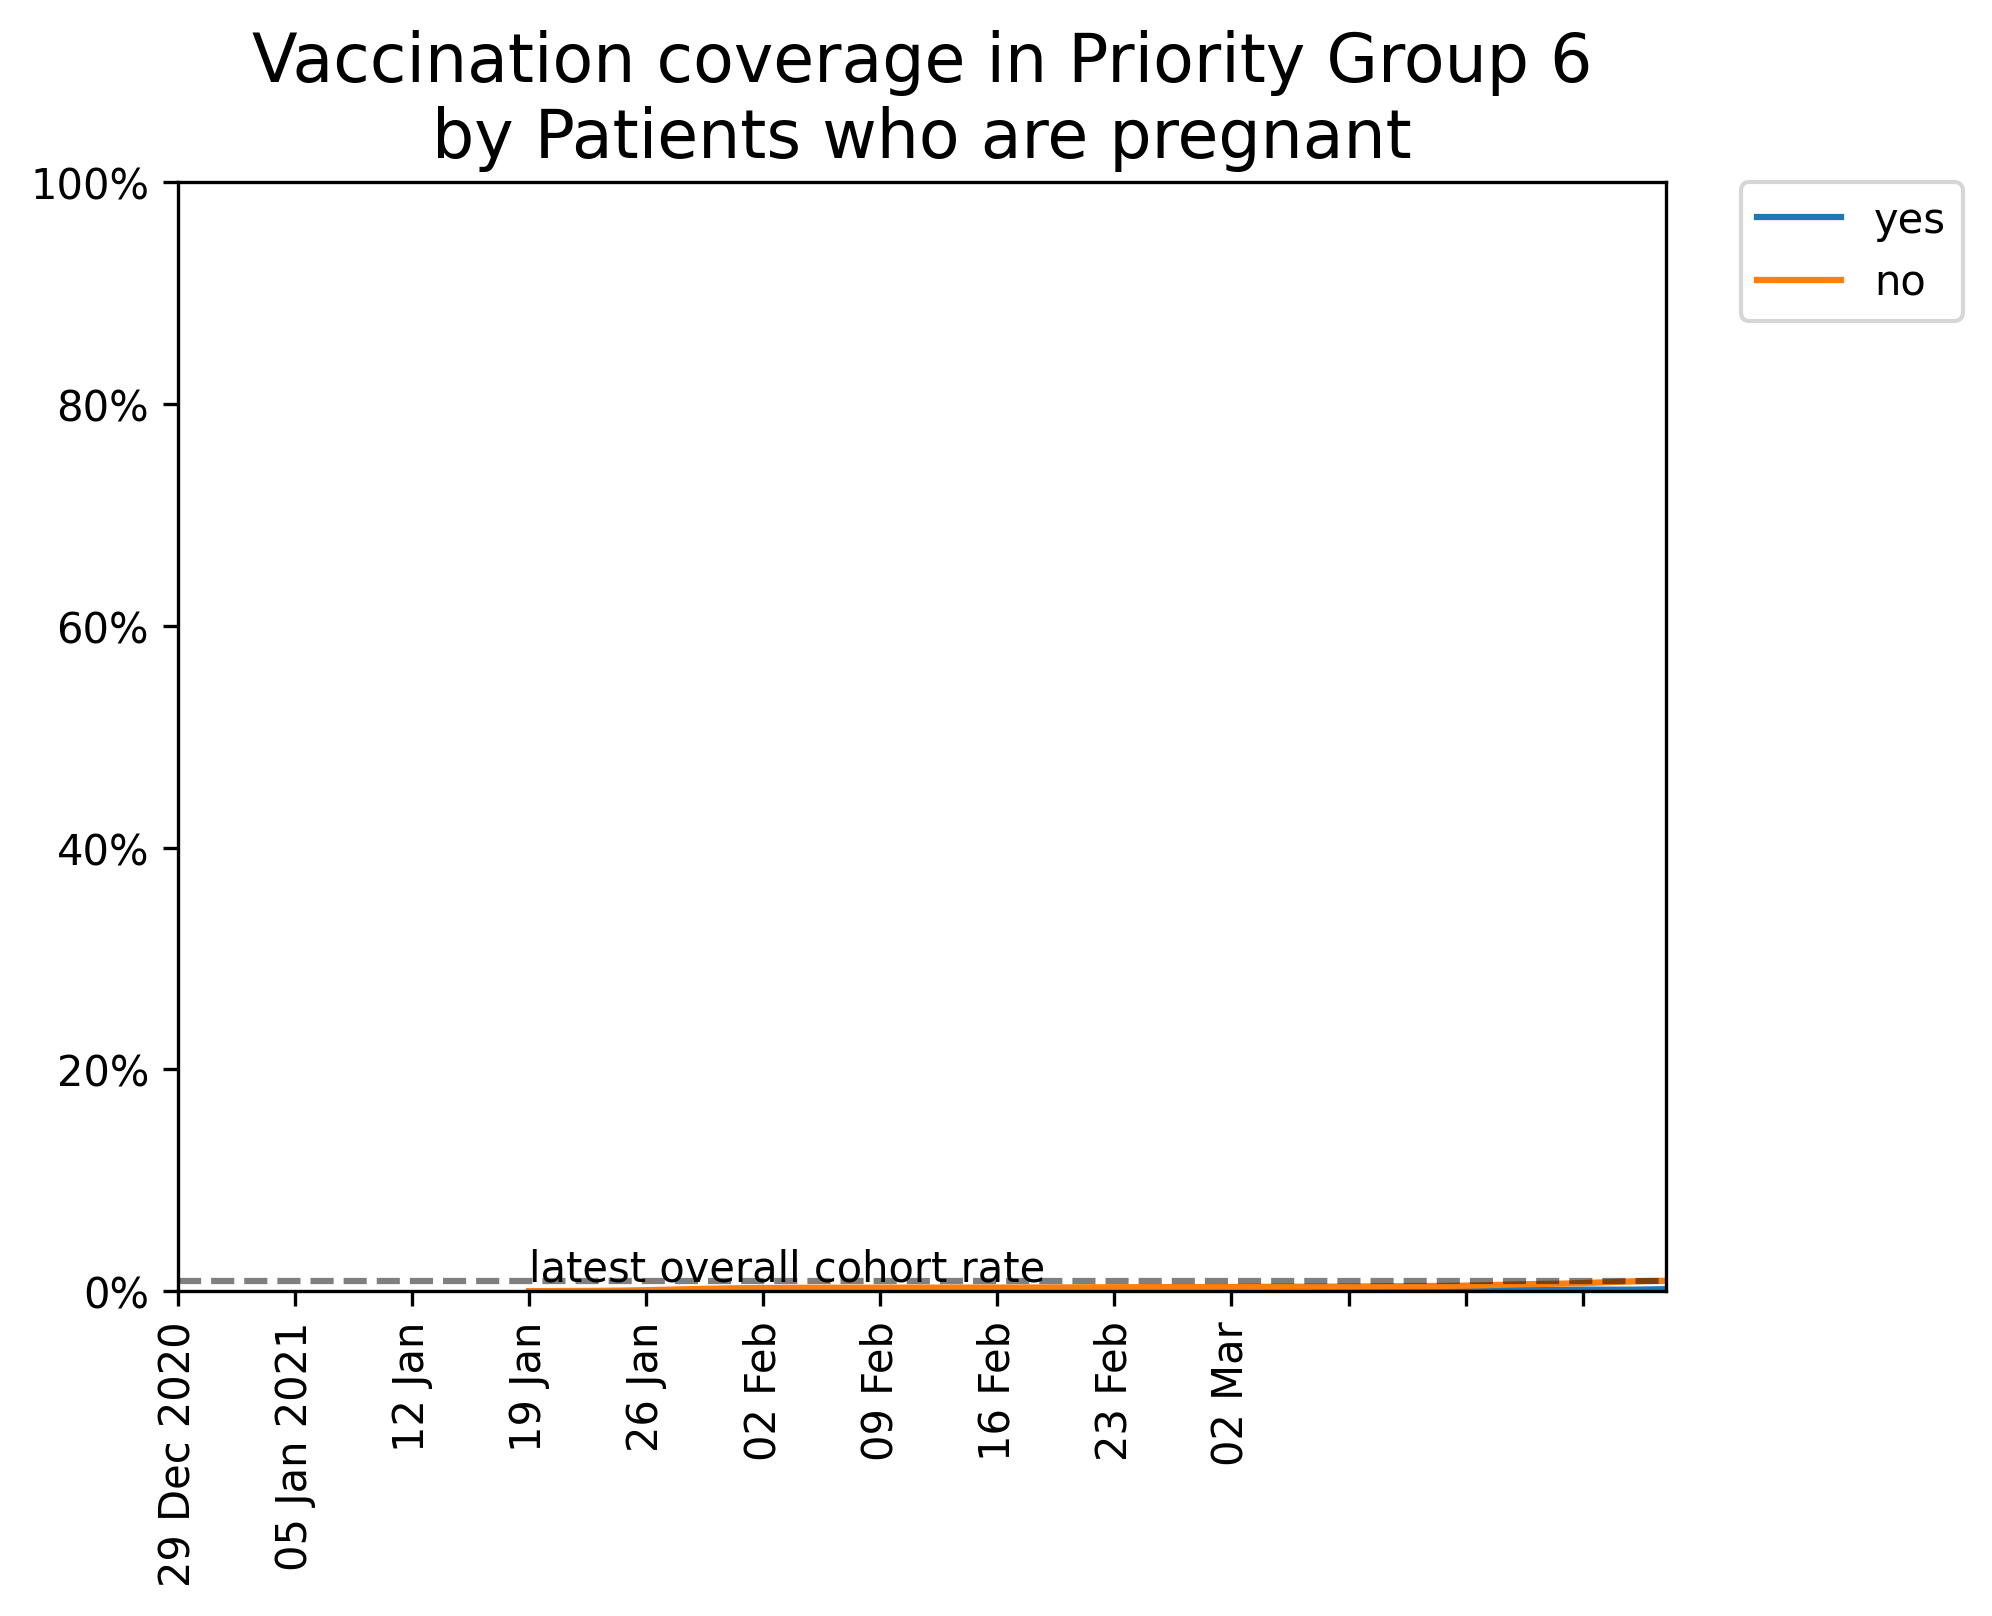 Vaccination coverage in Priority Group 6
by Patients who are pregnant
100%
80%
60%
40%
20%
0%
yes
no
latest overall cohort rate
29 Dec 2020
05 Jan 2021
12 Jan
19 Jan
26 Jan
02 Feb
09 Feb
16 Feb
23 Feb
02 Mar